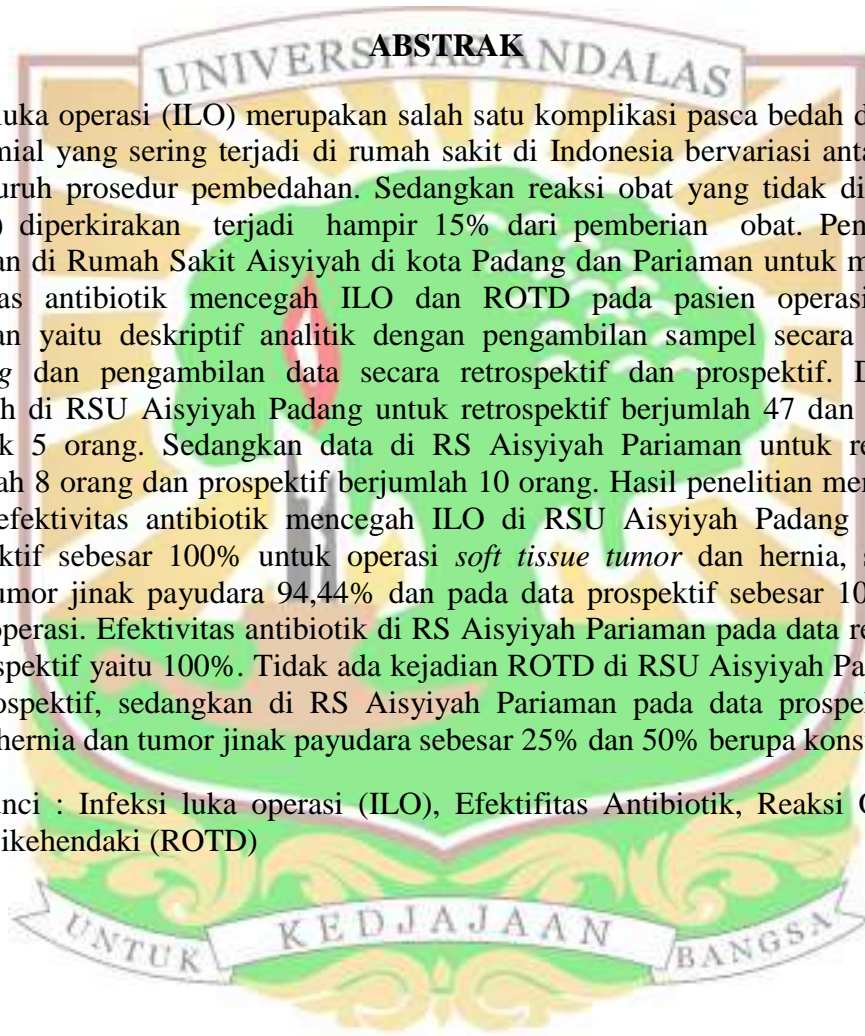 ABSTRAK
UNIVERSITAS ANDALAS
luka operasi (ILO) merupakan salah satu komplikasi pasca bedah d
mial yang sering terjadi di rumah sakit di Indonesia bervariasi anta
uruh prosedur pembedahan. Sedangkan reaksi obat yang tidak di
) diperkirakan terjadi hampir 15% dari pemberian obat. Pen
an di Rumah Sakit Aisyiyah di kota Padang dan Pariaman untuk m
as antibiotik mencegah ILO dan ROTD pada pasien operasi
an yaitu deskriptif analitik dengan pengambilan sampel secara
g dan pengambilan data secara retrospektif dan prospektif. D
h di RSU Aisyiyah Padang untuk retrospektif berjumlah 47 dan
k 5 orang. Sedangkan data di RS Aisyiyah Pariaman untuk re
ah 8 orang dan prospektif berjumlah 10 orang. Hasil penelitian men
efektivitas antibiotik mencegah ILO di RSU Aisyiyah Padang
ktif sebesar 100% untuk operasi soft tissue tumor dan hernia, s
umor jinak payudara 94,44% dan pada data prospektif sebesar 10
operasi. Efektivitas antibiotik di RS Aisyiyah Pariaman pada data re
spektif yaitu 100%. Tidak ada kejadian ROTD di RSU Aisyiyah Pa
ospektif, sedangkan di RS Aisyiyah Pariaman pada data prospek
hernia dan tumor jinak payudara sebesar 25% dan 50% berupa kons
nci : Infeksi luka operasi (ILO), Efektifitas Antibiotik, Reaksi O
ikehendaki (ROTD)
UNTUK KEDJAJAAN BANGSA